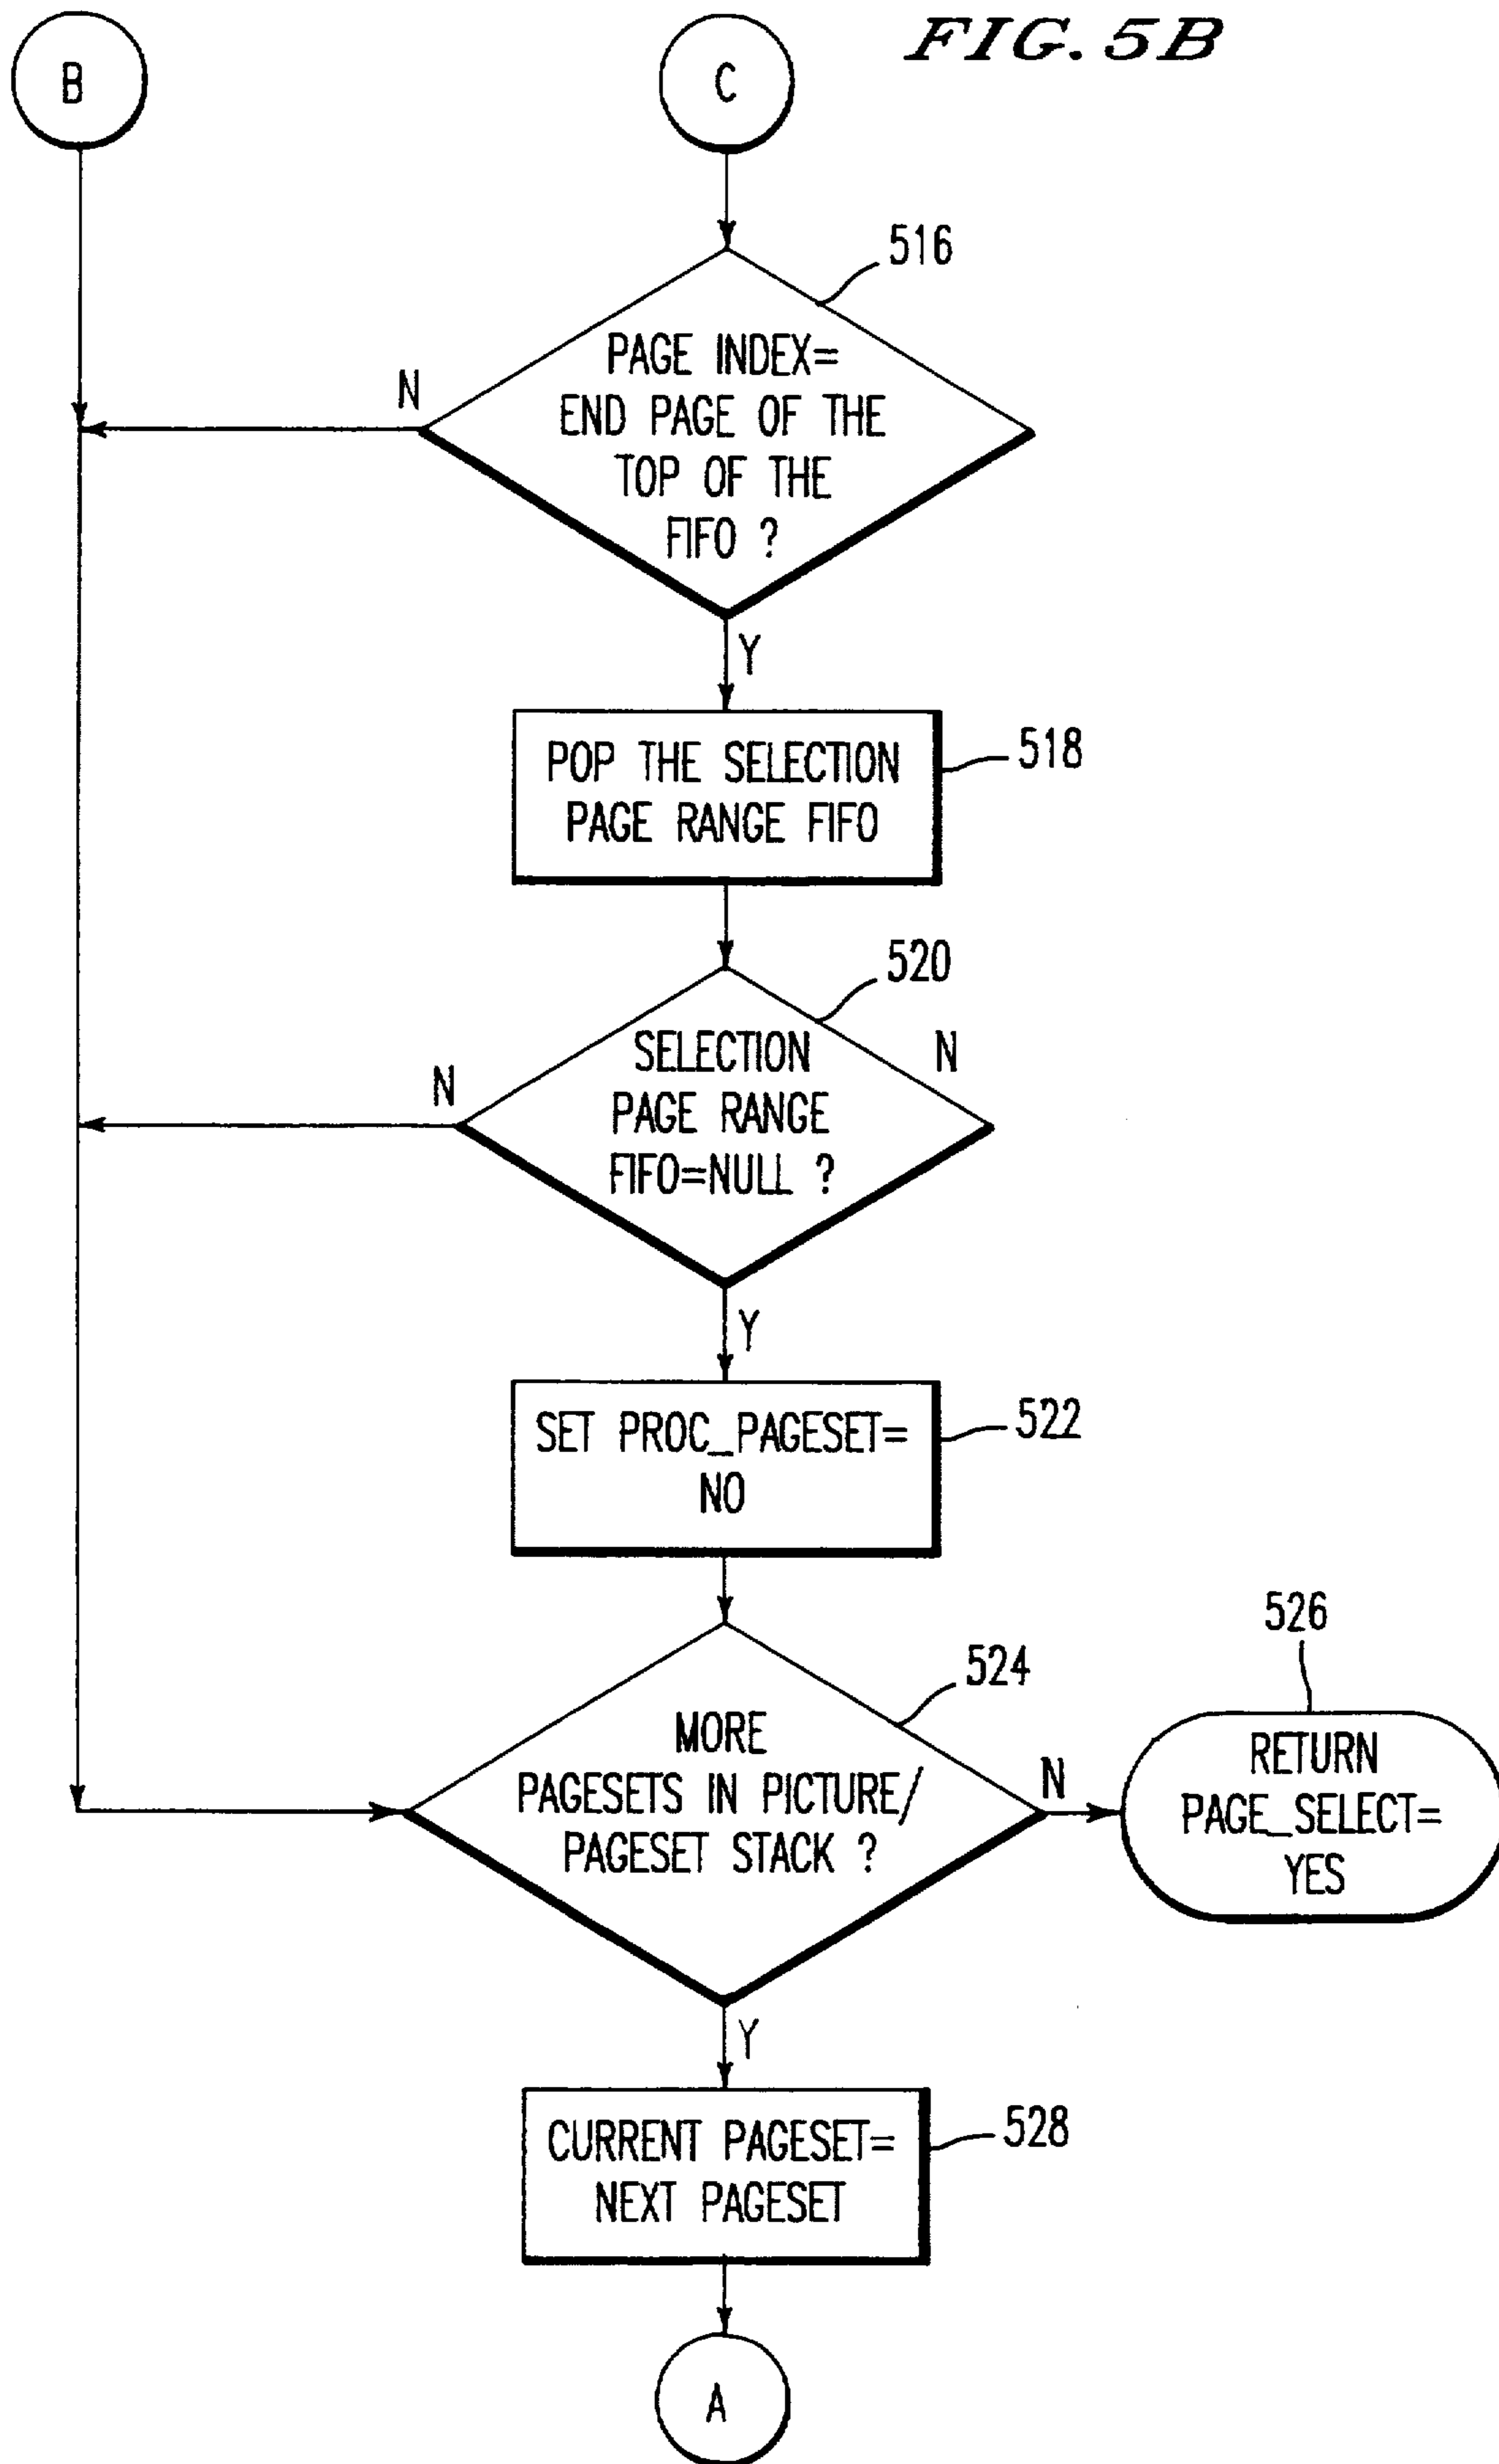 FIG. 5B
B
C
516
PAGE INDEX=
END PAGE OF THE
TOP OF THE
FIFO ?
N
Y
POP THE SELECTION
PAGE RANGE FIFO
518
520
SELECTION
PAGE RANGE
FIFO=NULL ?
N
N
Y
SET PROC_PAGESET=
NO
522
524
MORE
PAGESETS IN PICTURE/
PAGESET STACK ?
N
526
RETURN
PAGE_SELECT=
YES
Y
CURRENT PAGESET=
NEXT PAGESET
528
A